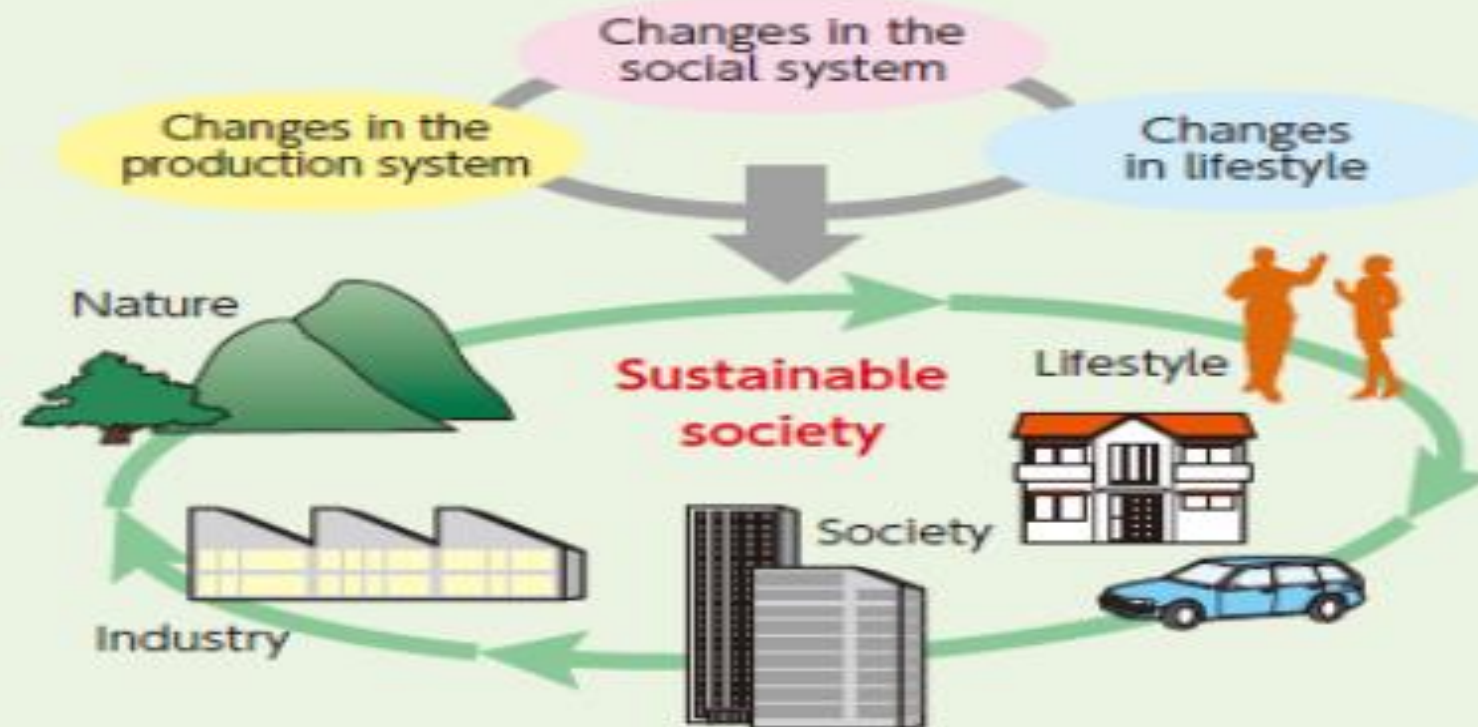 Changes in the
social system
Changes in the
production system
Changes
in lifestyle
Nature
Sustainable
society
Lifestyle
Society
Industry